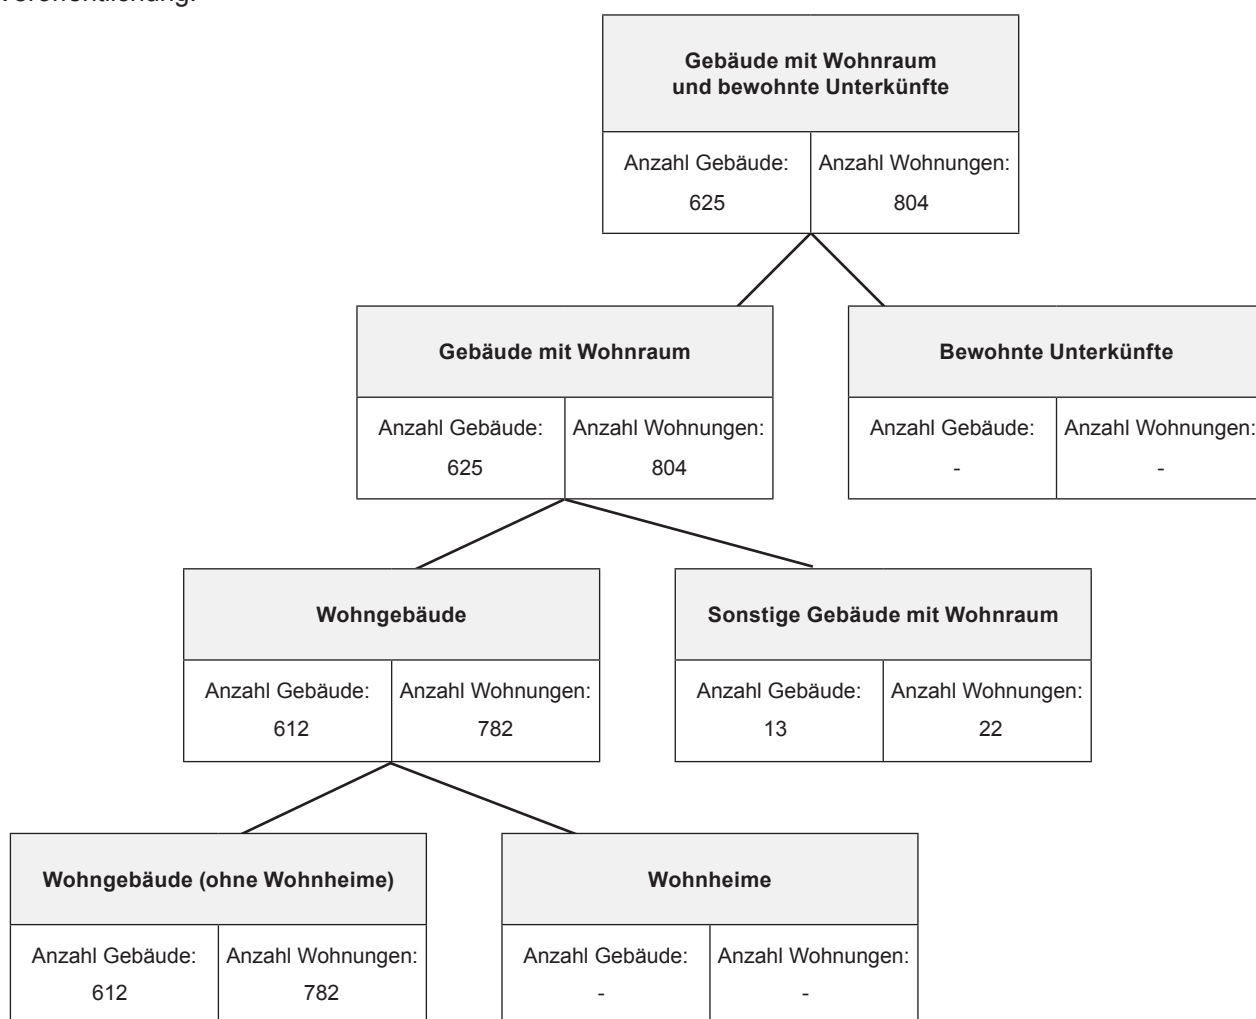 Gebäude mit Wohnraum
und bewohnte Unterkünfte
Anzahl Gebäude: Anzahl Wohnungen:
625 804
Gebäude mit Wohnraum
Bewohnte Unterkünfte
Anzahl Gebäude: Anzahl Wohnungen:
625 804
Anzahl Gebäude: Anzahl Wohnungen:
- -
Wohngebäude
Sonstige Gebäude mit Wohnraum
Anzahl Gebäude: Anzahl Wohnungen:
612 782
Anzahl Gebäude: Anzahl Wohnungen:
13 22
Wohngebäude (ohne Wohnheime)
Wohnheime
Anzahl Gebäude: Anzahl Wohnungen:
612 782
Anzahl Gebäude: Anzahl Wohnungen:
- -